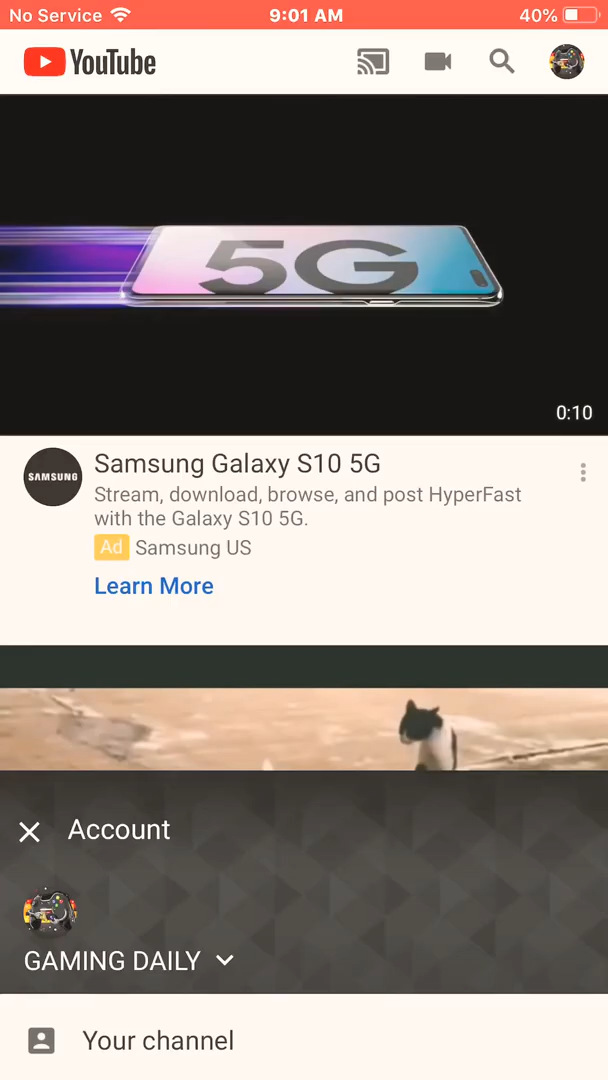 No Service 9:01 AM 40%
YouTube
5G
0:10
SAMSUNG
Samsung Galaxy S10 5G
Stream, download, browse, and post HyperFast
with the Galaxy S10 5G.
Ad Samsung US
Learn More
Account
GAMING DAILY
Your channel